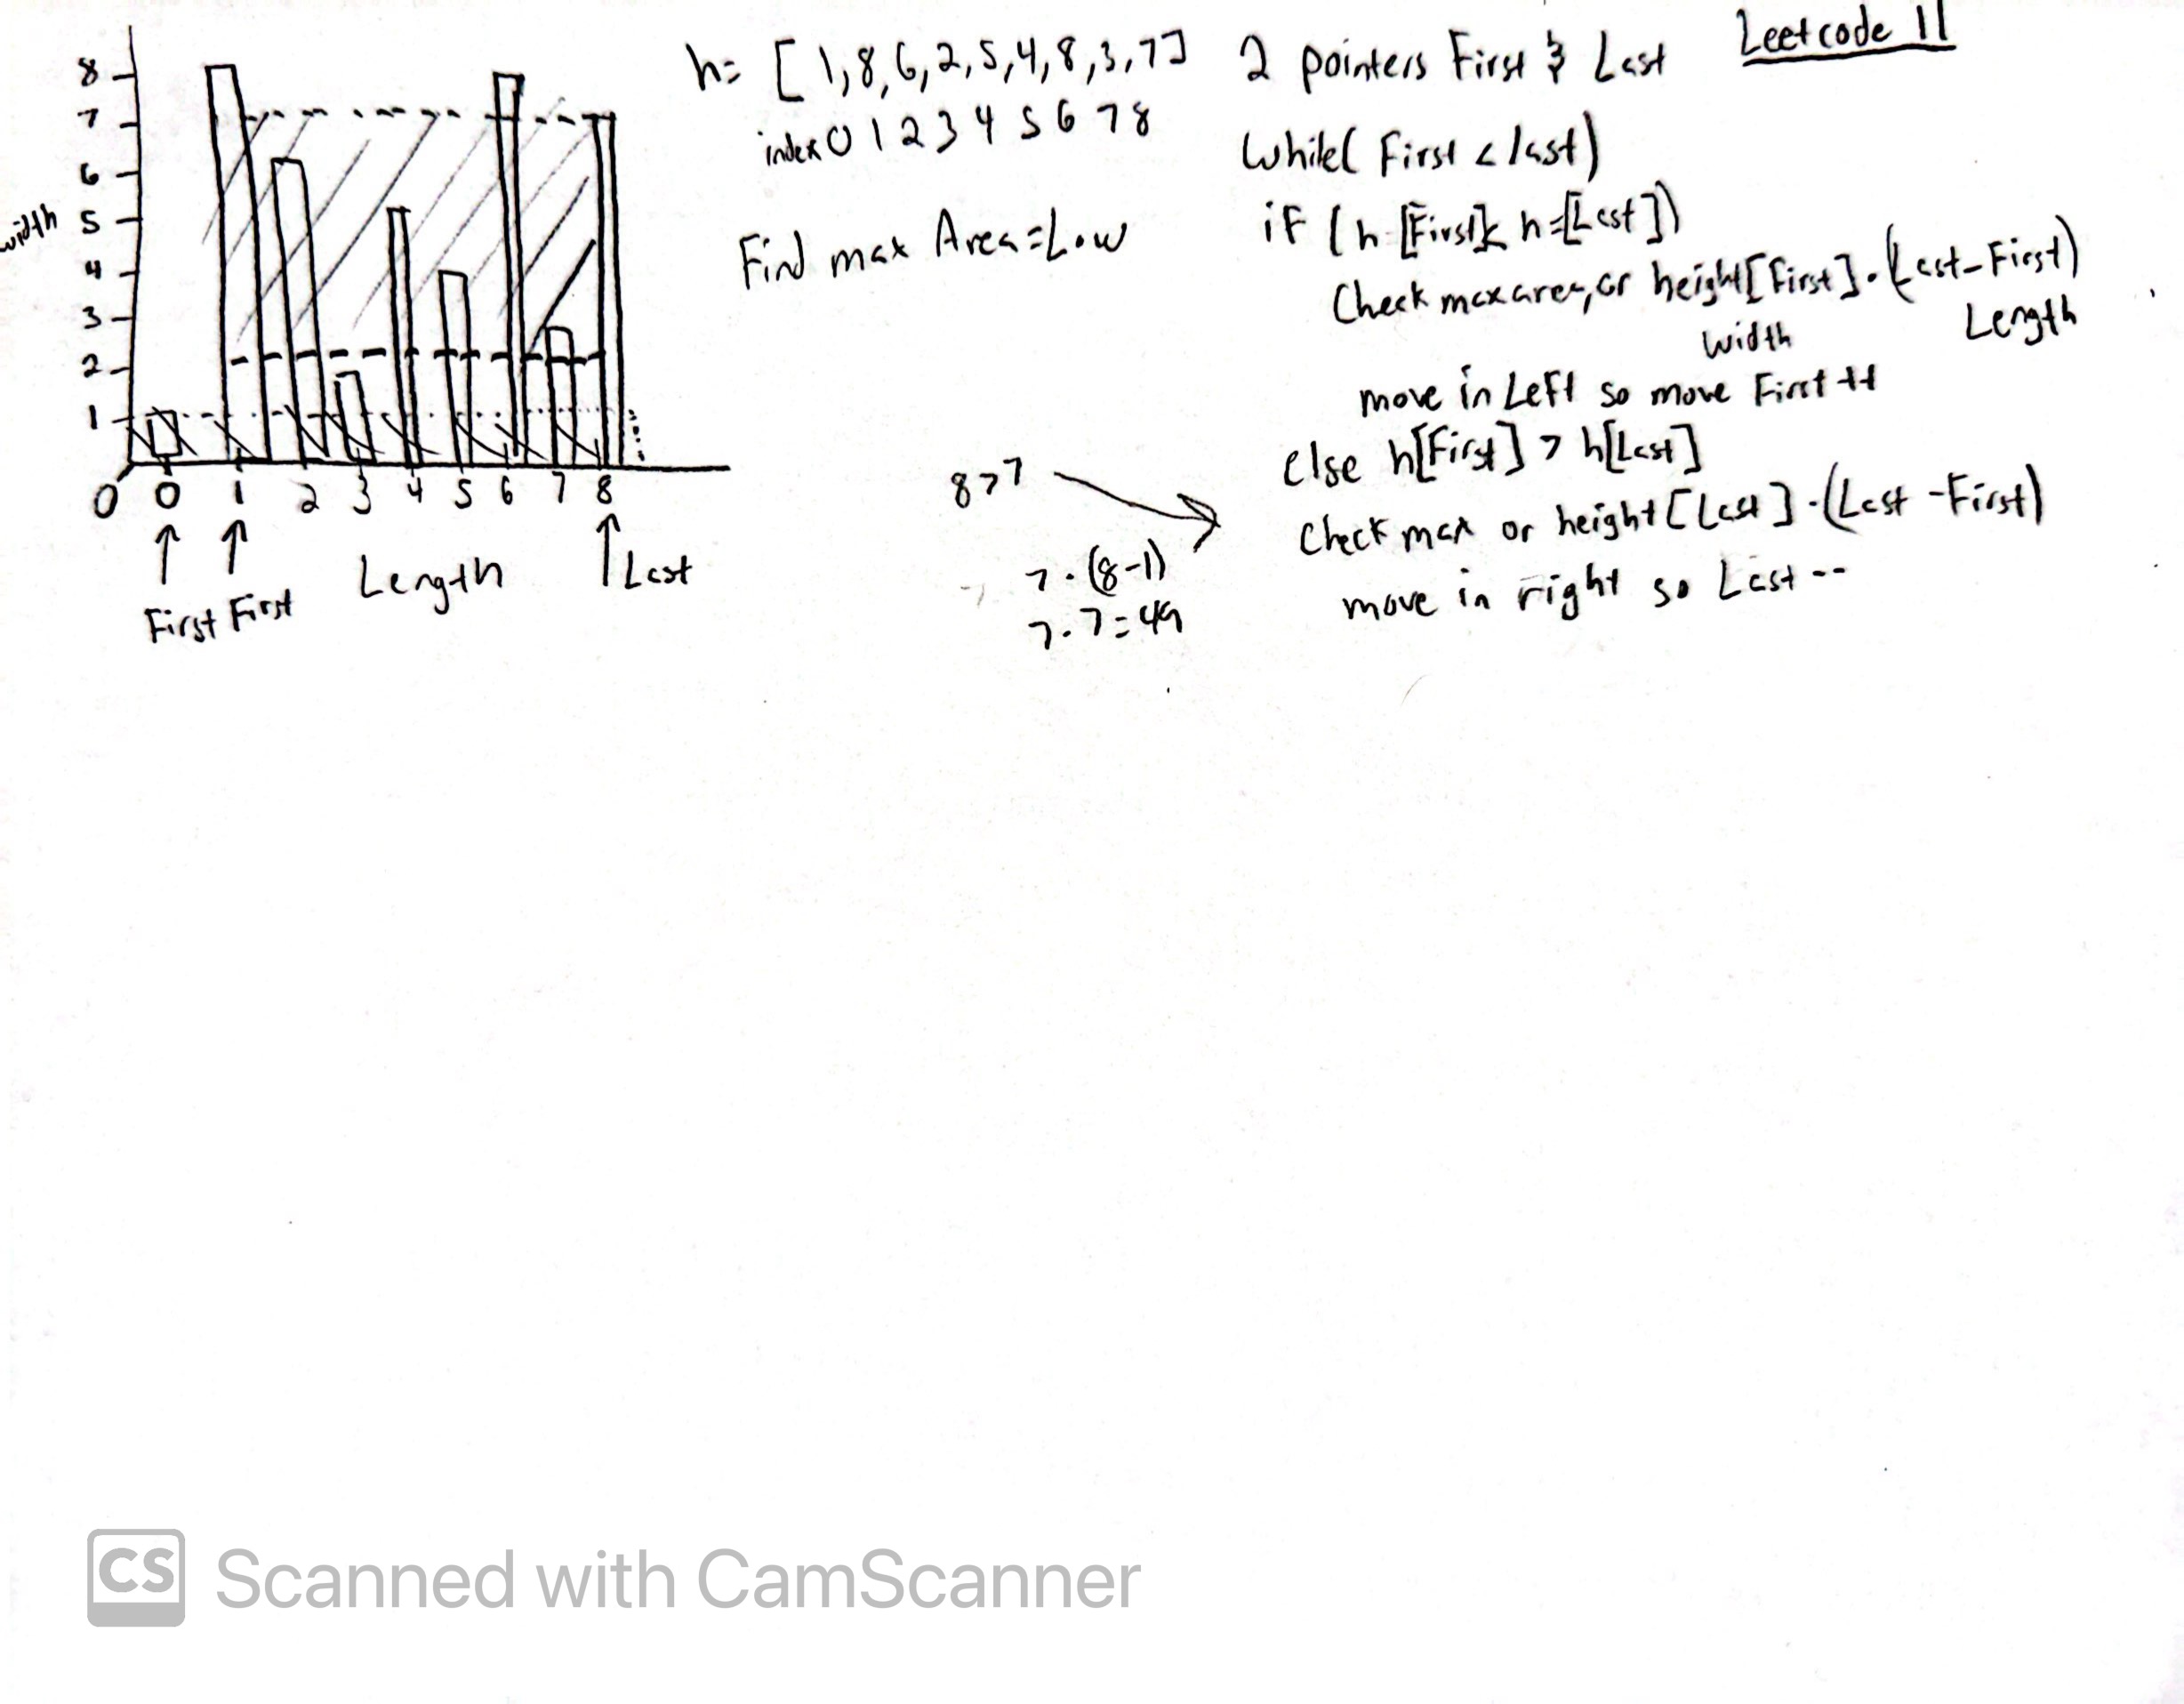 Leetcode 11
h= [1,8,6,2,5,4,8,3,7]
index 0 1 2 3 4 5 6 7 8
Find max Area=L·w
8
7
6
width 5
4
3
2
1
0 0 1 2 3 4 5 6 7 8
First First Length Last
2 pointers First & Last
While( First < last)
if (h [First]< h=[Last])
Check max area, or height[First]·(Last-First)
width Length
move in Left so move First ++
else h[First] > h[Last]
8>7
Check max or height[Last]·(Last-First)
7·(8-1)
7·7=49
move in right so Last --
CS Scanned with CamScanner